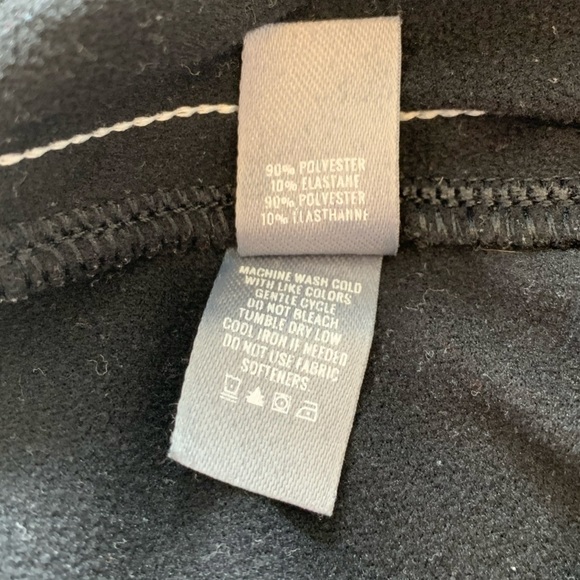 90% POLYESTER
10% ELASTANE
90% POLYESTER
10% ELASTHANNE
MACHINE WASH COLD
WITH LIKE COLORS
GENTLE CYCLE
DO NOT BLEACH
TUMBLE DRY LOW
COOL IRON IF NEEDED
DO NOT USE FABRIC
SOFTENERS